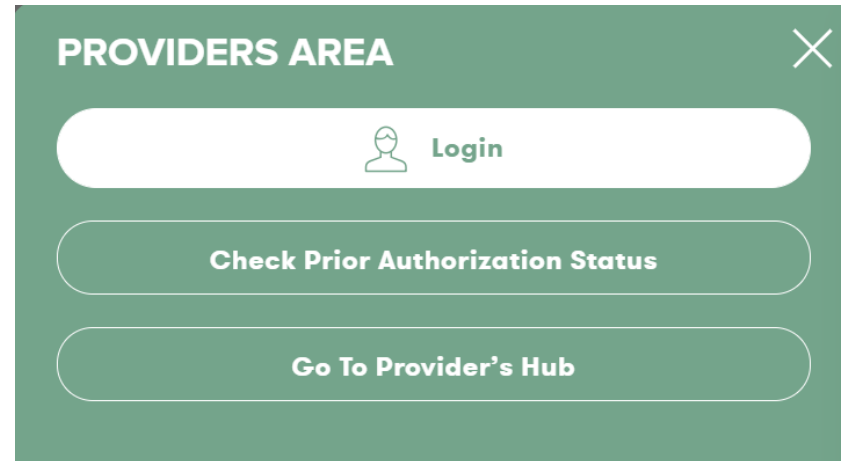 PROVIDERS AREA
Login
Check Prior Authorization Status
Go To Provider’s Hub